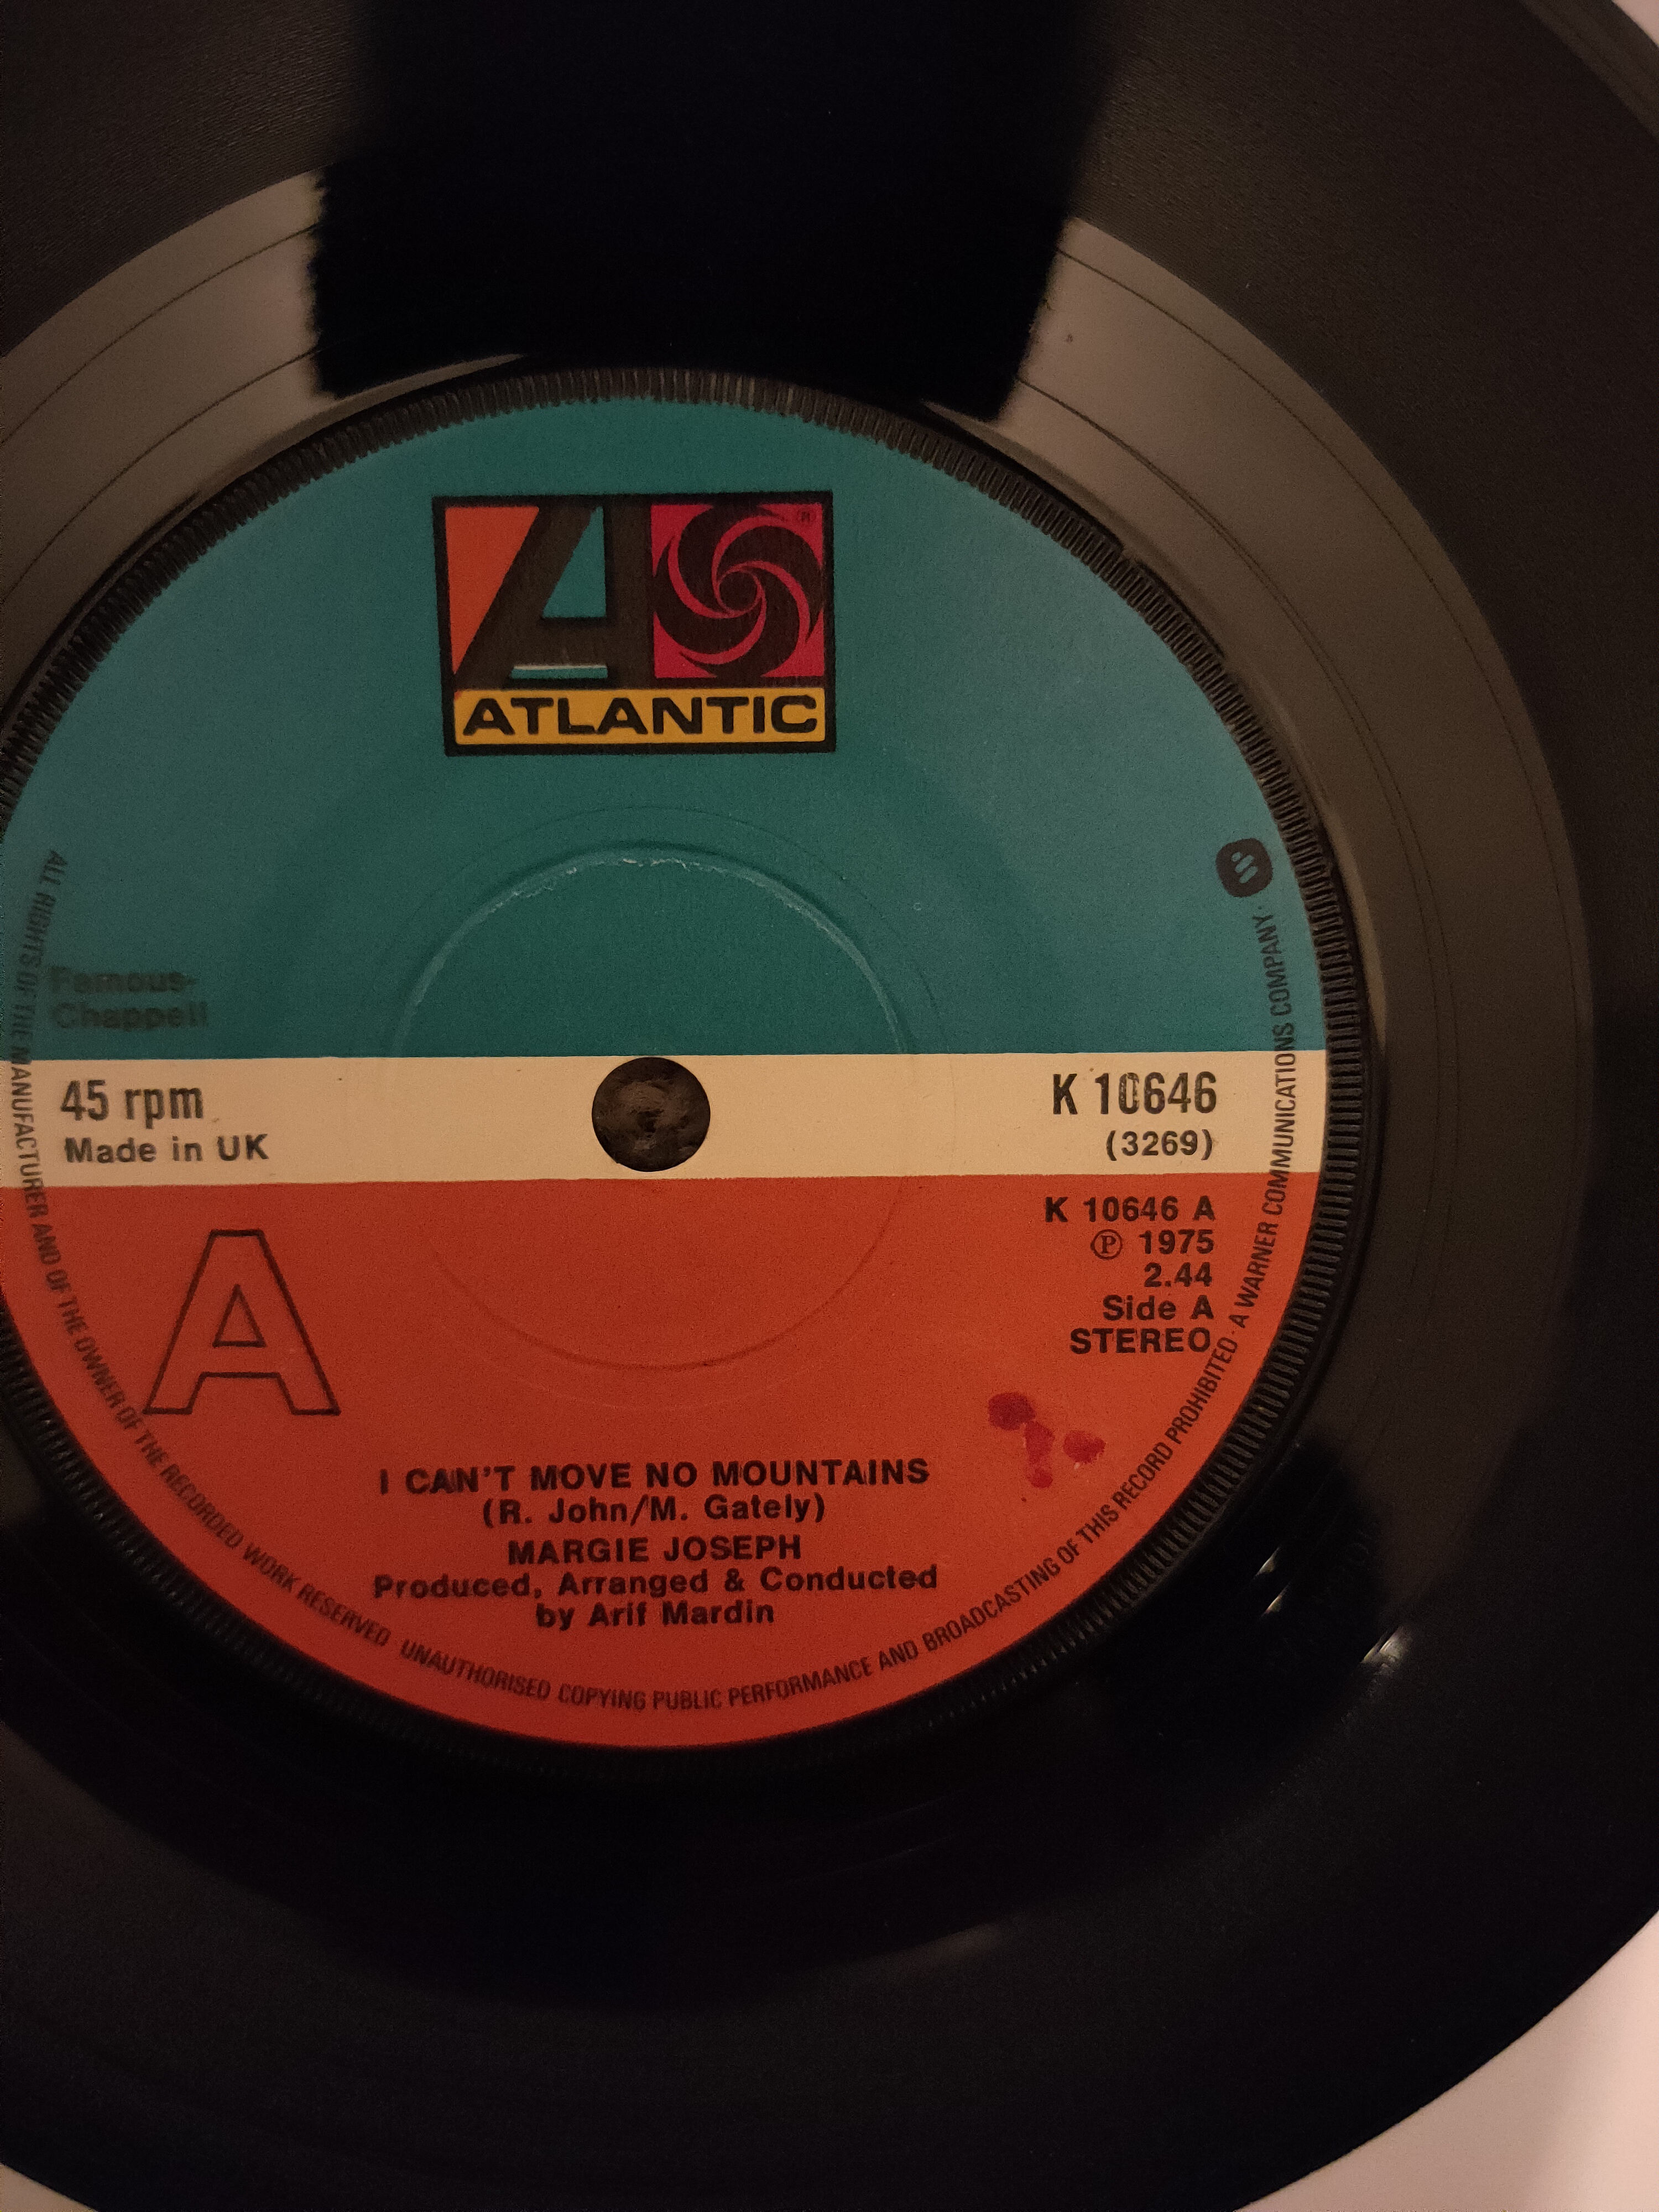 ATLANTIC
Famous-
Chappell
45 rpm
Made in UK
K 10646
(3269)
K 10646 A
Ⓟ 1975
2.44
Side A
STEREO
A
I CAN'T MOVE NO MOUNTAINS
(R. John/M. Gately)
MARGIE JOSEPH
Produced, Arranged & Conducted
by Arif Mardin
ALL RIGHTS OF THE MANUFACTURER AND OF THE OWNER OF THE RECORDED WORK RESERVED UNAUTHORISED COPYING PUBLIC PERFORMANCE AND BROADCASTING OF THIS RECORD PROHIBITED · A WARNER COMMUNICATIONS COMPANY ·